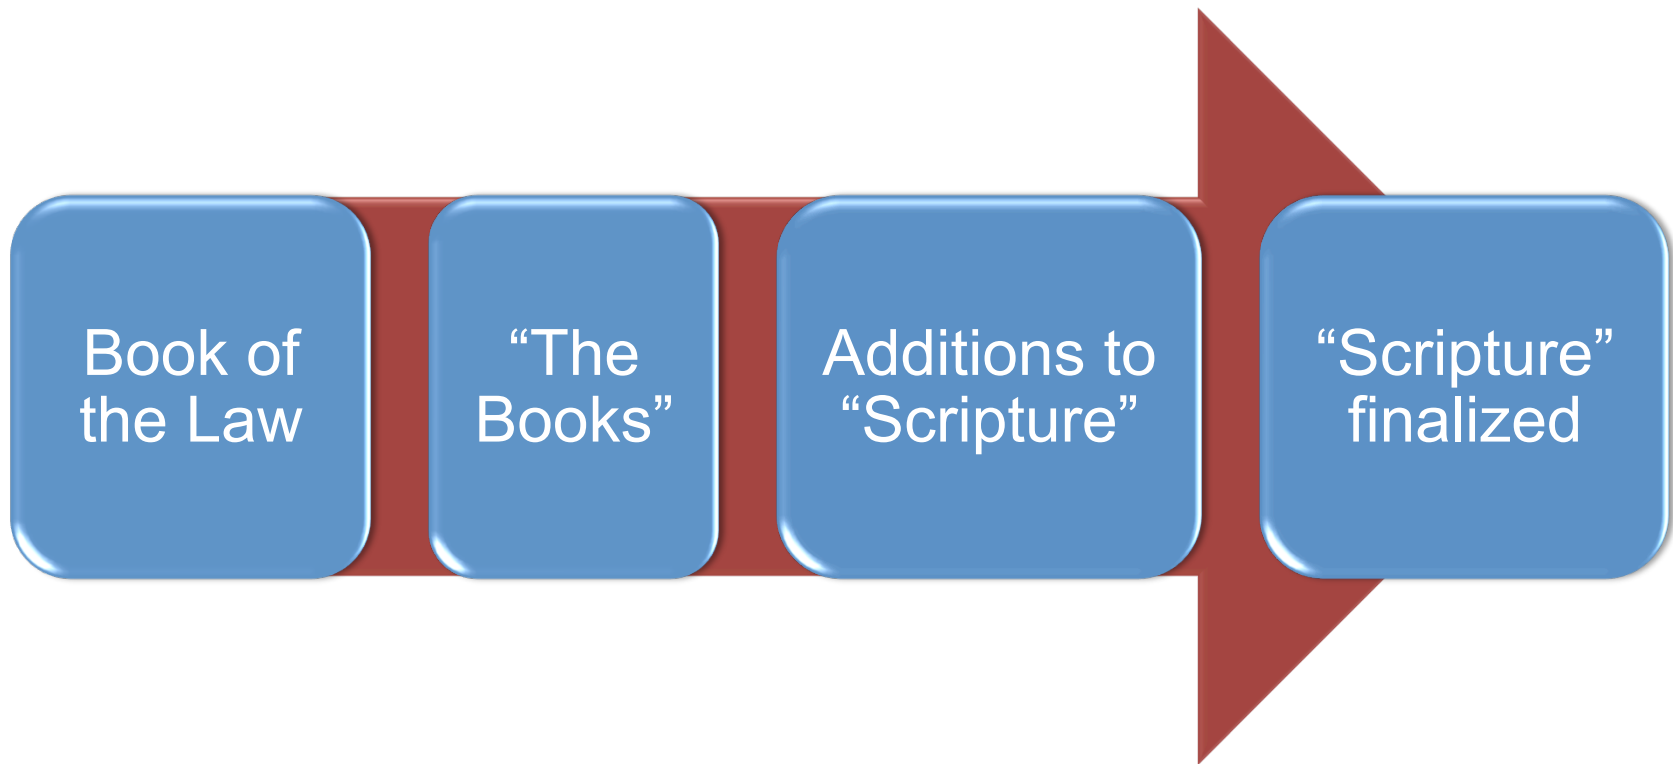 Book of
the Law
“The
Books”
Additions to
“Scripture”
“Scripture”
finalized